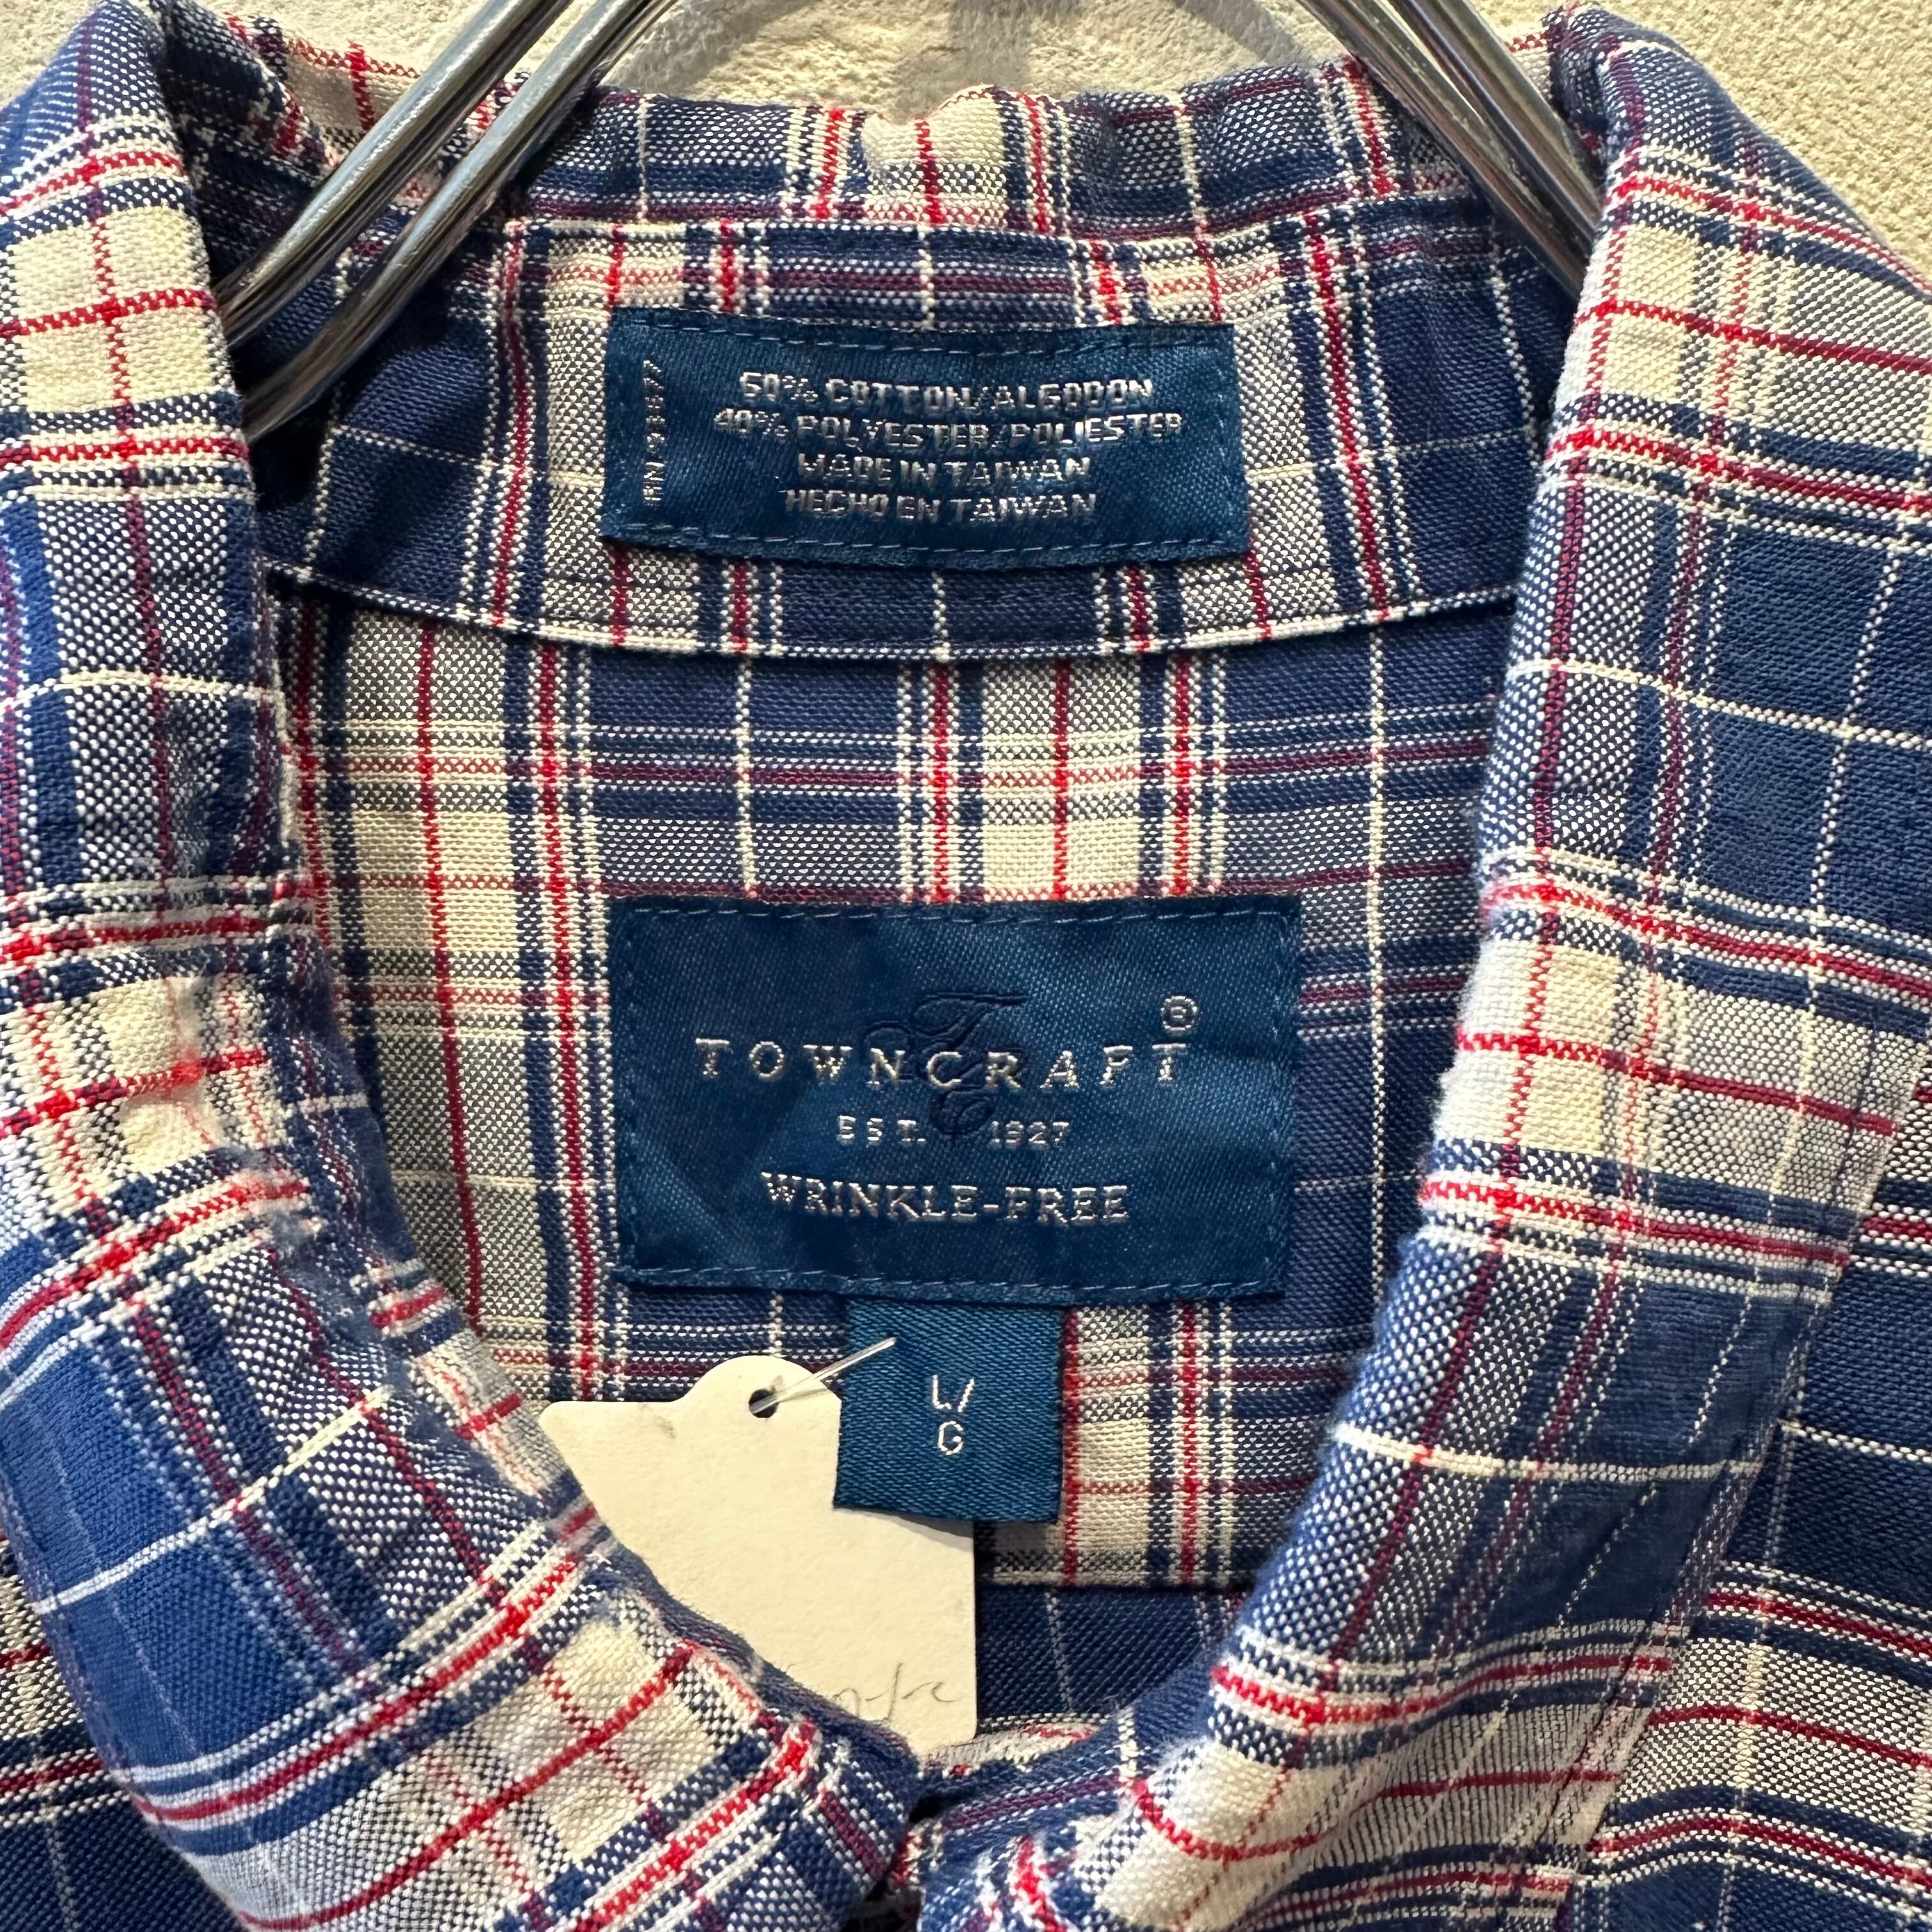 60% COTTON/ALGODON
40% POLYESTER/POLIESTER
MADE IN TAIWAN
HECHO EN TAIWAN
TOWNCRAFT®
EST. 1927
WRINKLE-FREE
L/
G